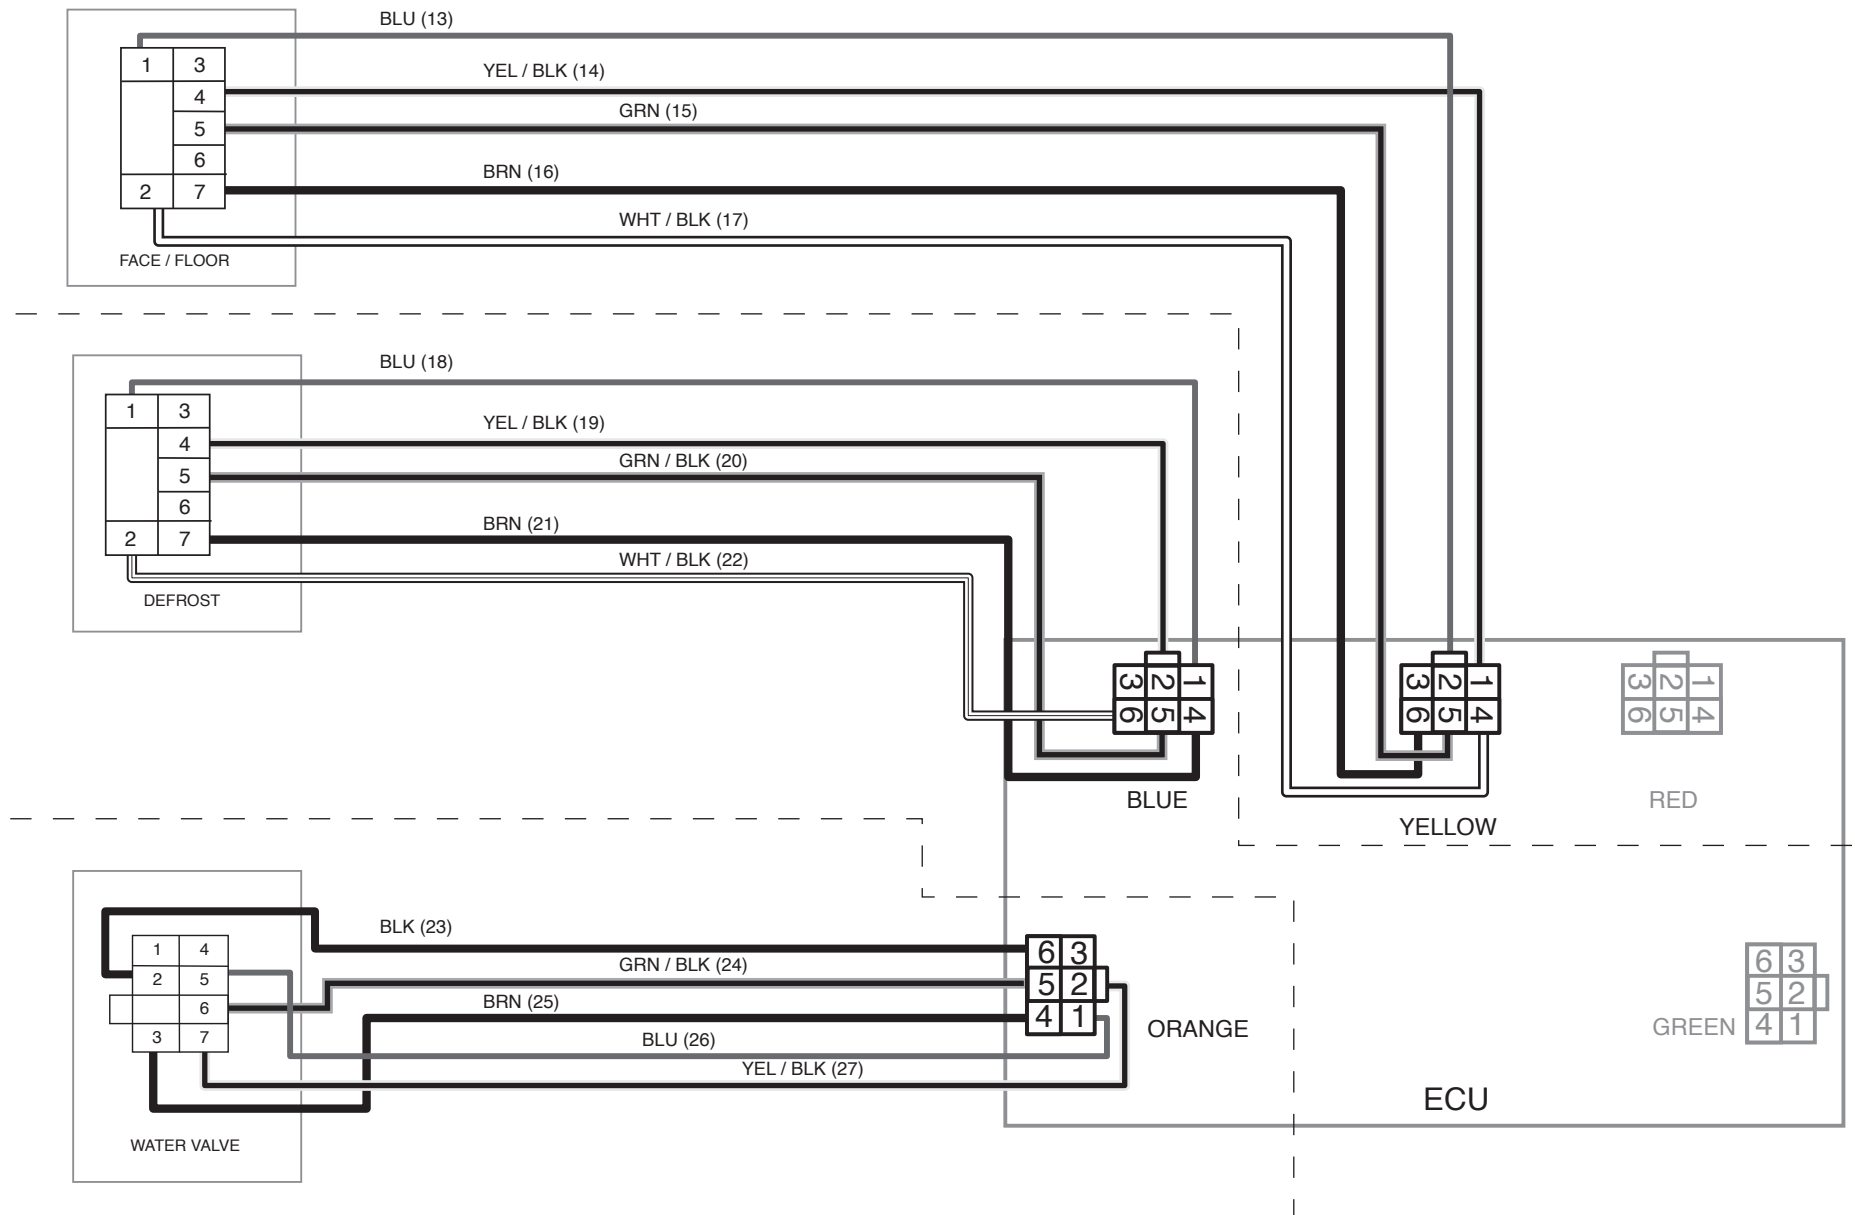 BLU (13)
1 3
YEL / BLK (14)
4
GRN (15)
5
6
BRN (16)
2 7
WHT / BLK (17)
FACE / FLOOR
BLU (18)
1 3
YEL / BLK (19)
4
GRN / BLK (20)
5
6
BRN (21)
2 7
WHT / BLK (22)
DEFROST
3 2 1
6 5 4
BLUE
3 2 1
6 5 4
YELLOW
3 2 1
6 5 4
RED
BLK (23)
1 4
GRN / BLK (24)
2 5
6
BRN (25)
3 7
BLU (26)
YEL / BLK (27)
WATER VALVE
6 3
5 2
4 1
ORANGE
6 3
5 2
4 1
GREEN
ECU